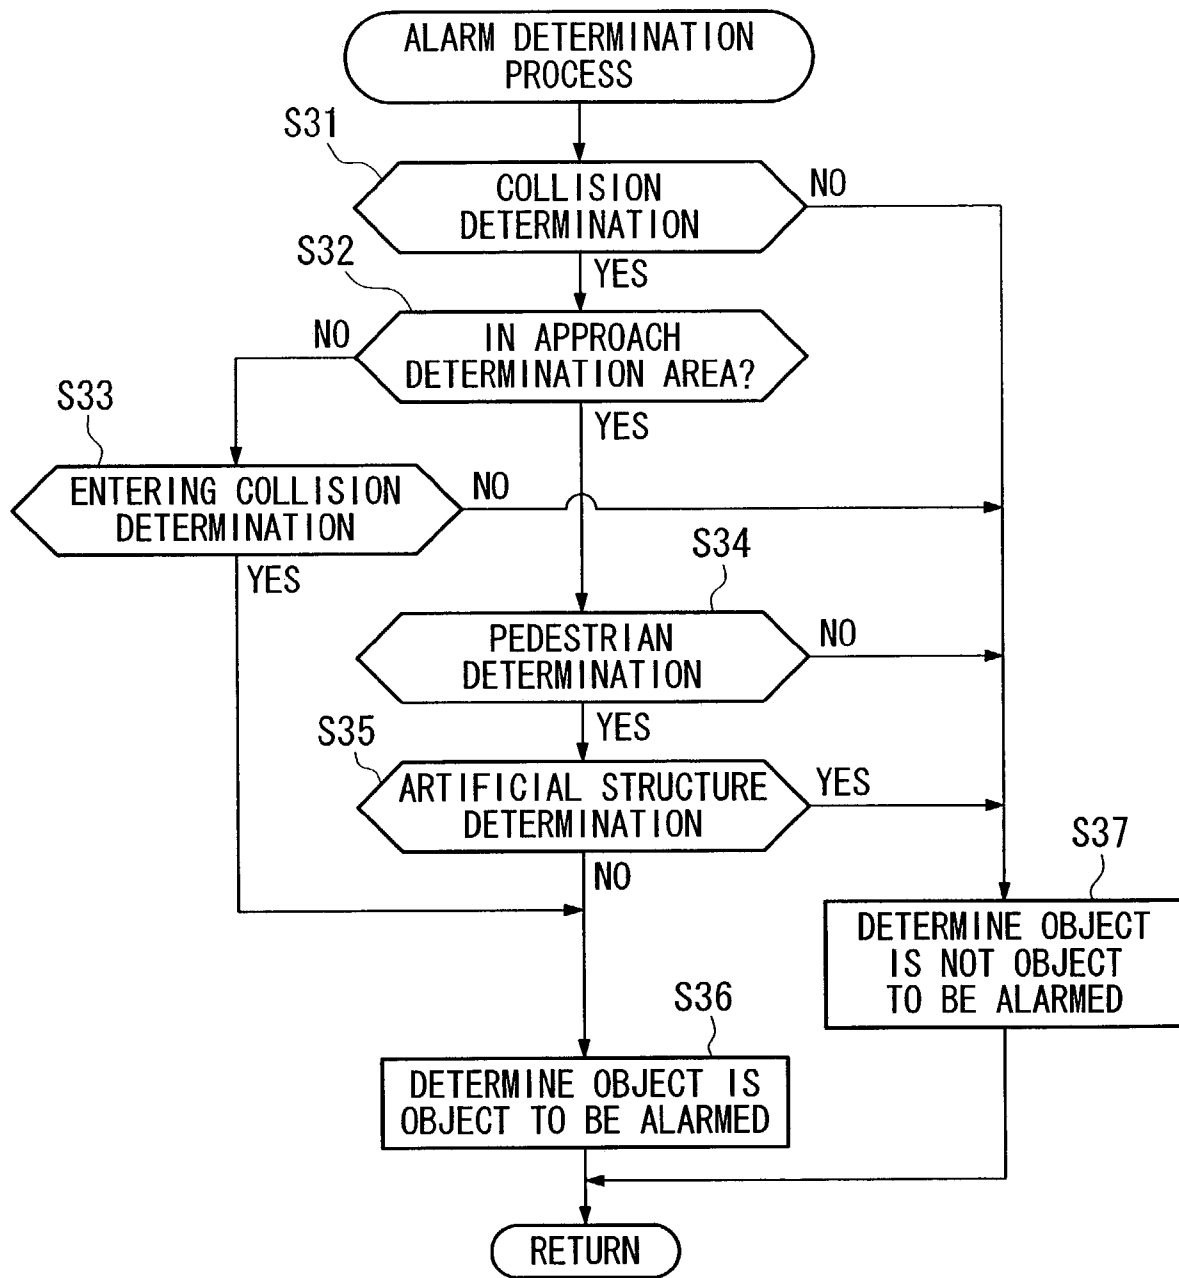 ALARM DETERMINATION
PROCESS
S31
COLLISION
DETERMINATION
NO
YES
S32
IN APPROACH
DETERMINATION AREA?
NO
YES
S33
ENTERING COLLISION
DETERMINATION
NO
YES
S34
PEDESTRIAN
DETERMINATION
NO
YES
S35
ARTIFICIAL STRUCTURE
DETERMINATION
YES
NO
S37
DETERMINE OBJECT
IS NOT OBJECT
TO BE ALARMED
S36
DETERMINE OBJECT IS
OBJECT TO BE ALARMED
RETURN